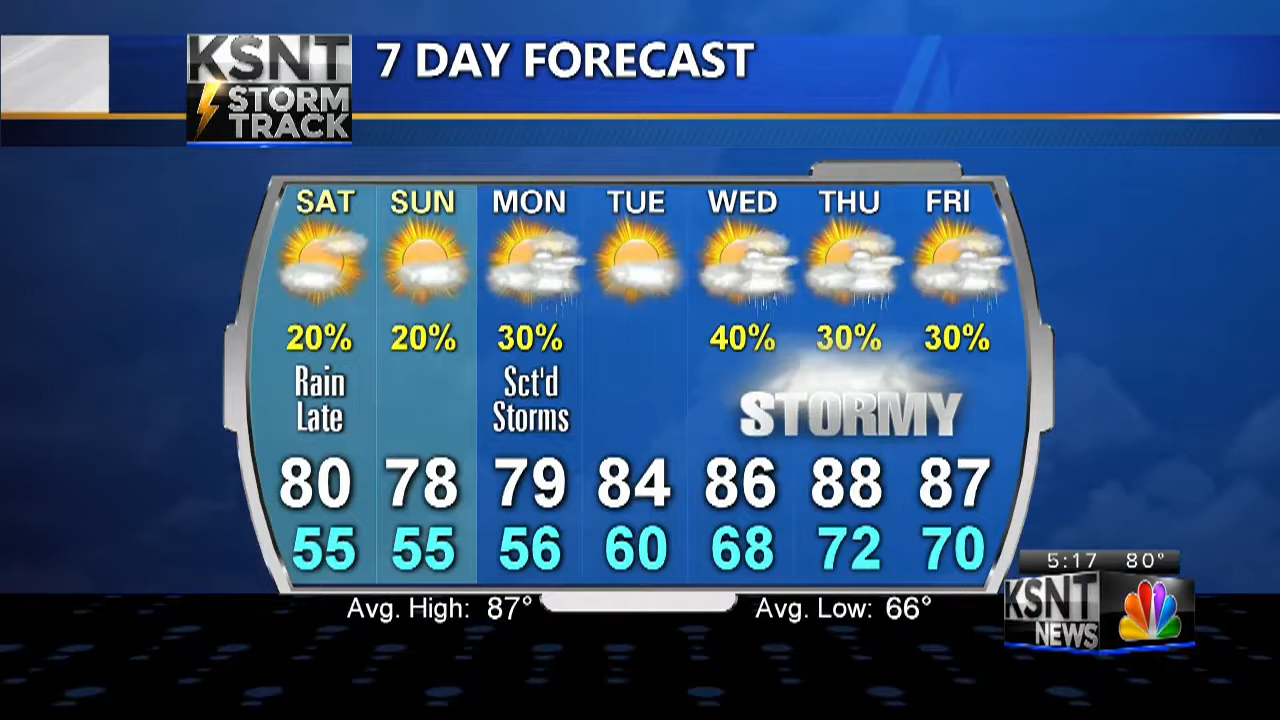 KSNT
STORM
TRACK
7 DAY FORECAST
SAT SUN MON TUE WED THU FRI
20% 20% 30% 40% 30% 30%
Rain Late
Sct'd Storms
STORMY
80 78 79 84 86 88 87
55 55 56 60 68 72 70
Avg. High: 87° Avg. Low: 66°
5:17 80°
KSNT
NEWS